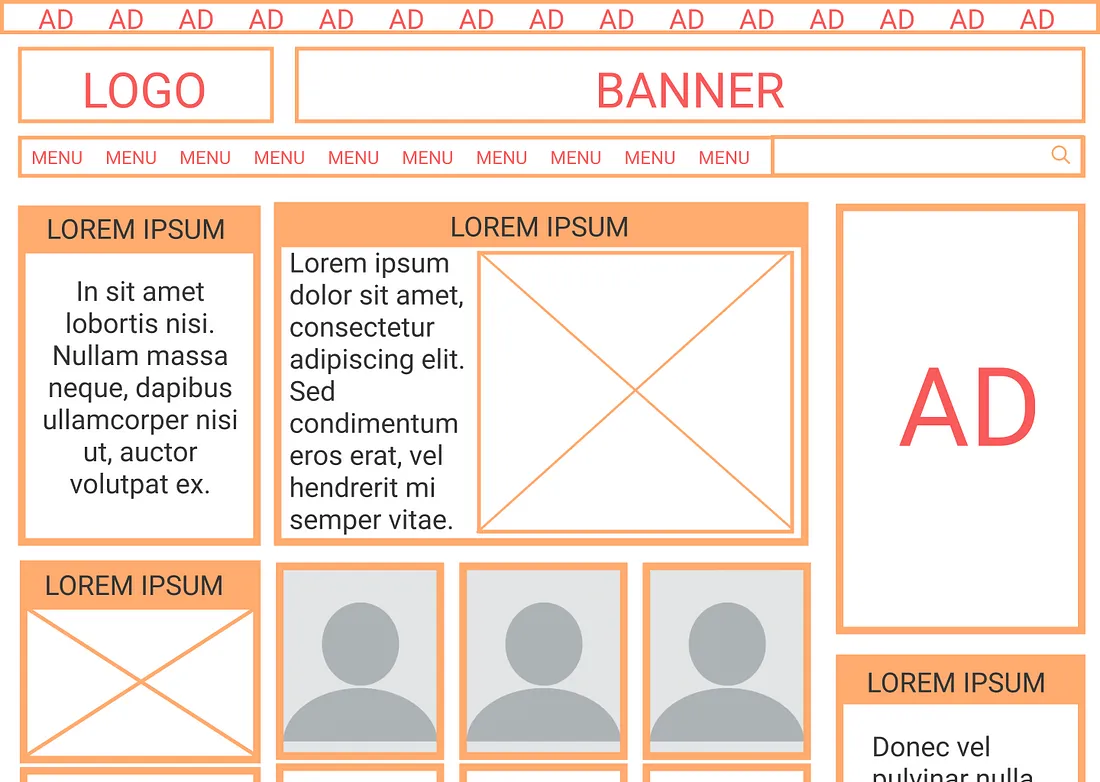 AD AD AD AD AD AD AD AD AD AD AD AD AD AD AD
LOGO
BANNER
MENU MENU MENU MENU MENU MENU MENU MENU MENU MENU
LOREM IPSUM
In sit amet
lobortis nisi.
Nullam massa
neque, dapibus
ullamcorper nisi
ut, auctor
volutpat ex.
LOREM IPSUM
Lorem ipsum
dolor sit amet,
consectetur
adipiscing elit.
Sed
condimentum
eros erat, vel
hendrerit mi
semper vitae.
AD
LOREM IPSUM
LOREM IPSUM
Donec vel
pulvinar nulla